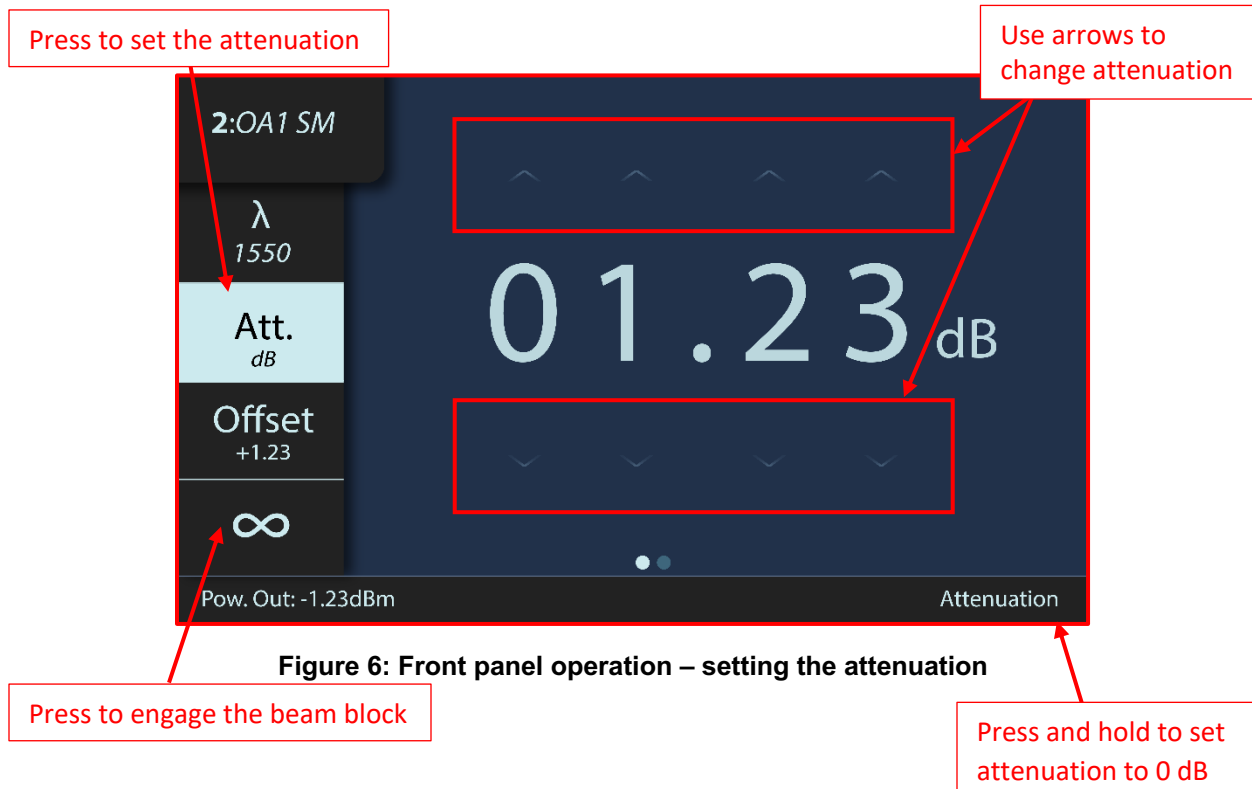 Press to set the attenuation
Use arrows to
change attenuation
2:OA1 SM
λ
1550
Att.
dB
01.23 dB
Offset
+1.23
∞
Pow. Out: -1.23dBm
Attenuation
Figure 6: Front panel operation – setting the attenuation
Press to engage the beam block
Press and hold to set
attenuation to 0 dB